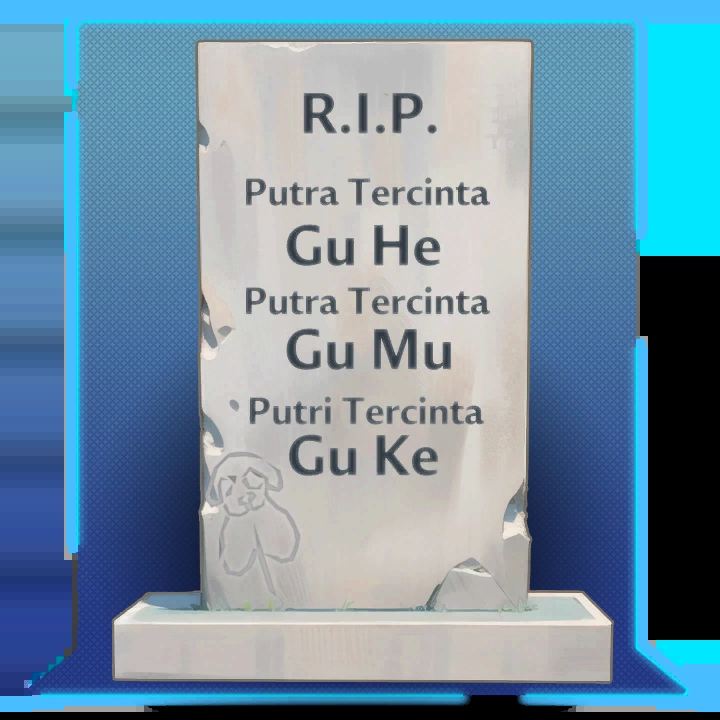 R.I.P.
Putra Tercinta
Gu He
Putra Tercinta
Gu Mu
Putri Tercinta
Gu Ke